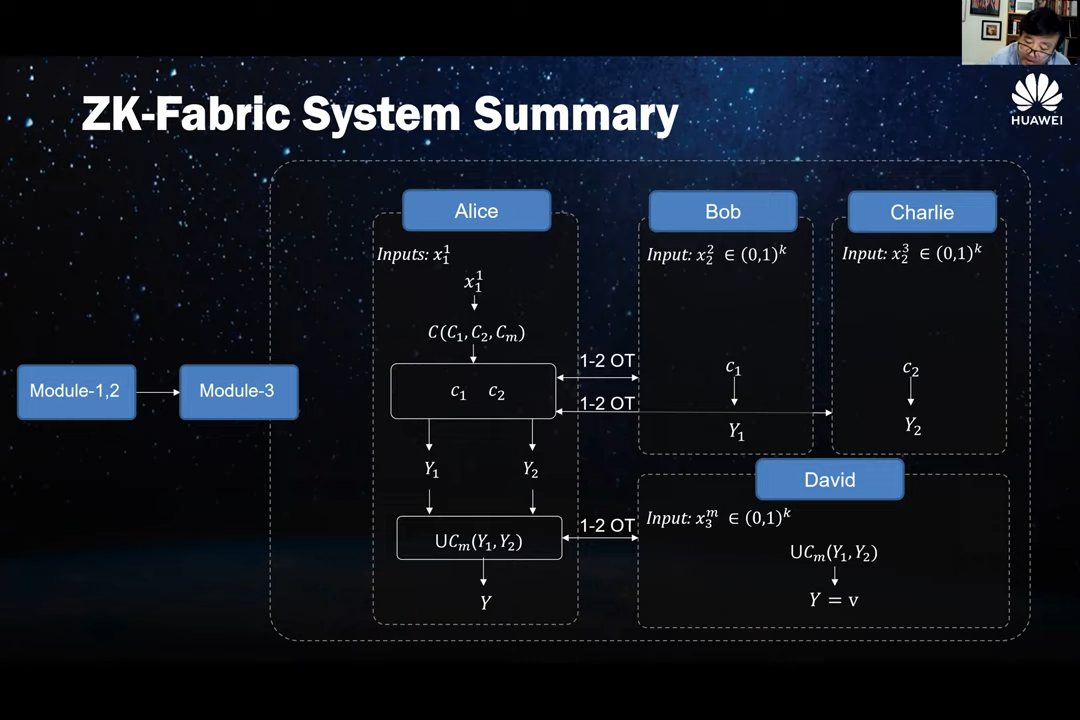 ZK-Fabric System Summary
HUAWEI
Alice
Bob
Charlie
Inputs: x₁¹
Input: x₂² ∈ (0,1)ᵏ
Input: x₂³ ∈ (0,1)ᵏ
x₁¹
C(C₁, C₂, Cₘ)
Module-1,2
Module-3
c₁ c₂
1-2 OT
1-2 OT
c₁
Y₁
c₂
Y₂
Y₁
Y₂
David
1-2 OT
Input: x₃ᵐ ∈ (0,1)ᵏ
UCₘ(Y₁, Y₂)
UCₘ(Y₁, Y₂)
Y
Y = v